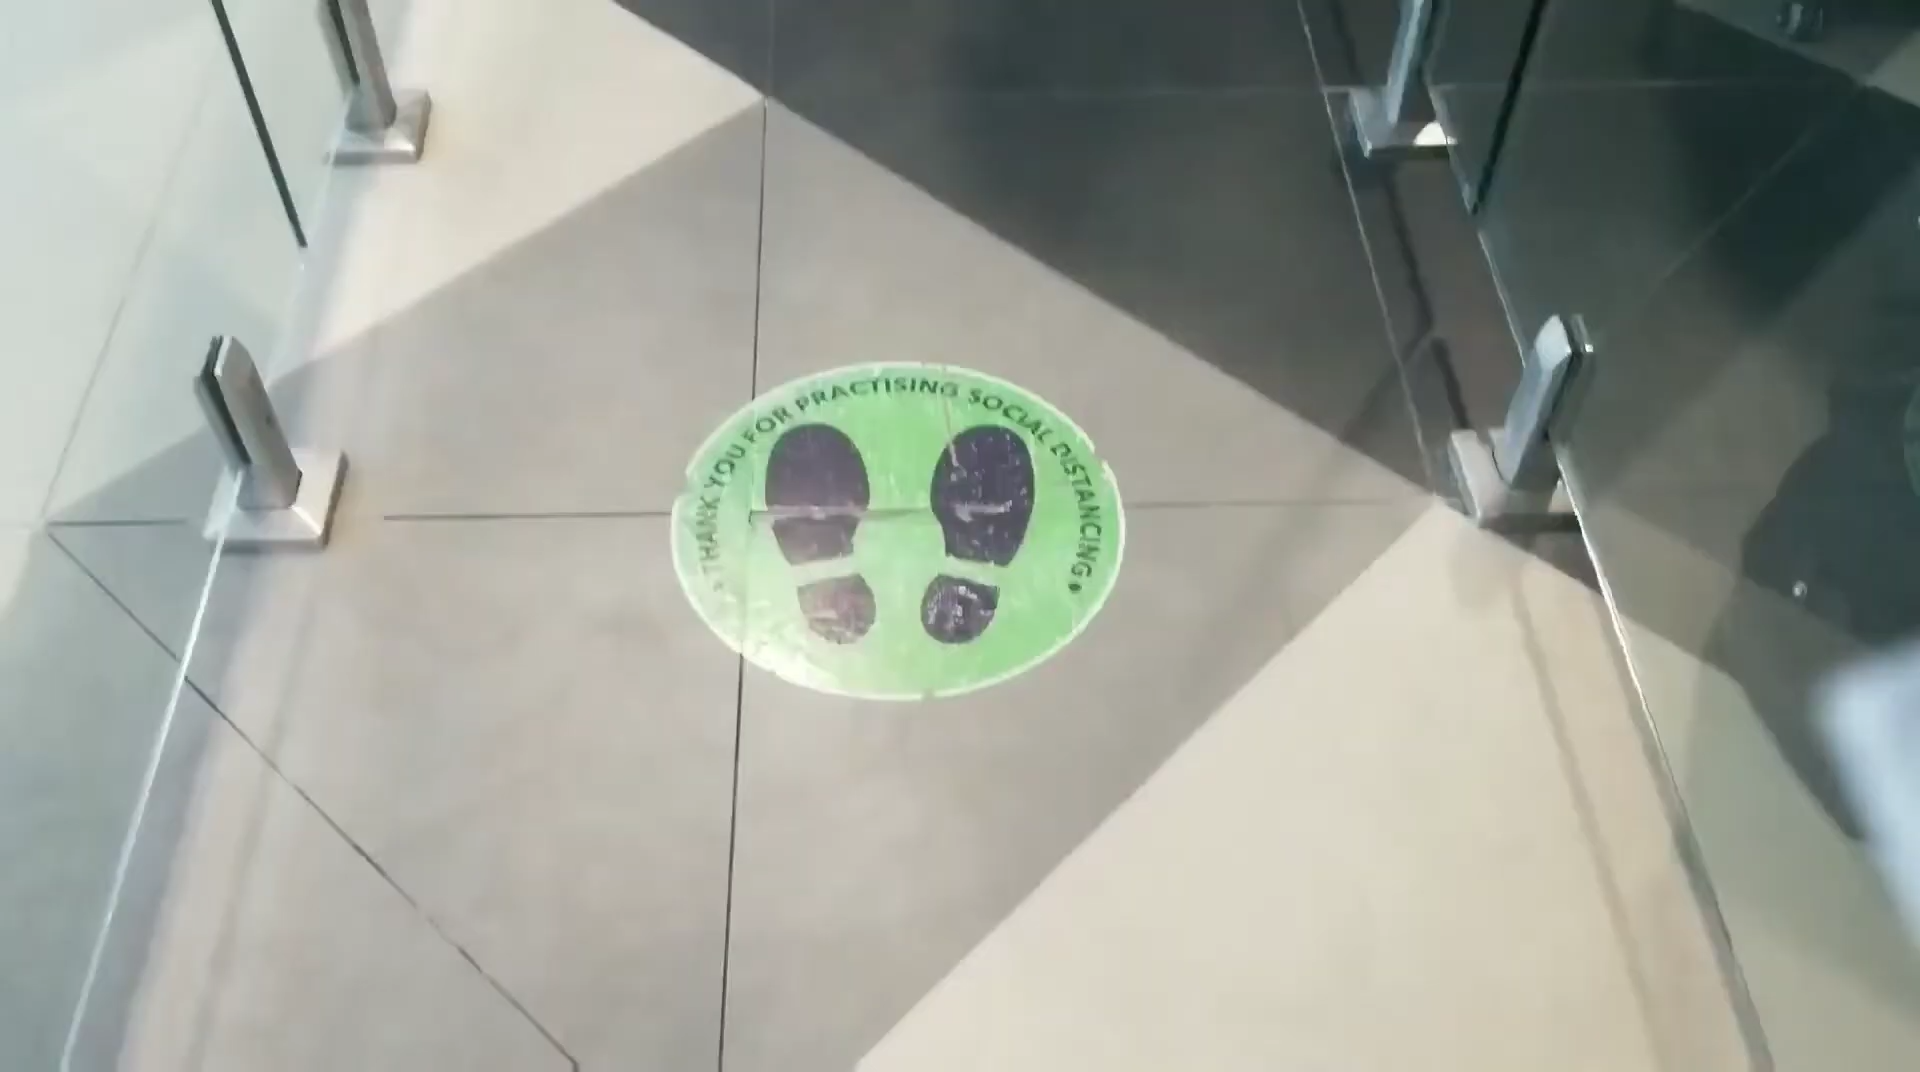 • THANK YOU FOR PRACTISING SOCIAL DISTANCING •